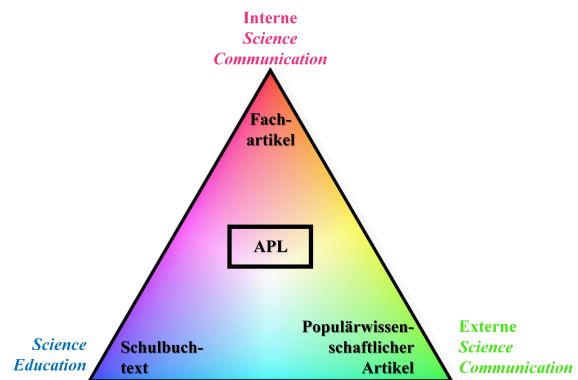 Interne
Science
Communication
Fach-
artikel
APL
Science
Education
Schulbuch-
text
Populärwissen-
schaftlicher
Artikel
Externe
Science
Communication